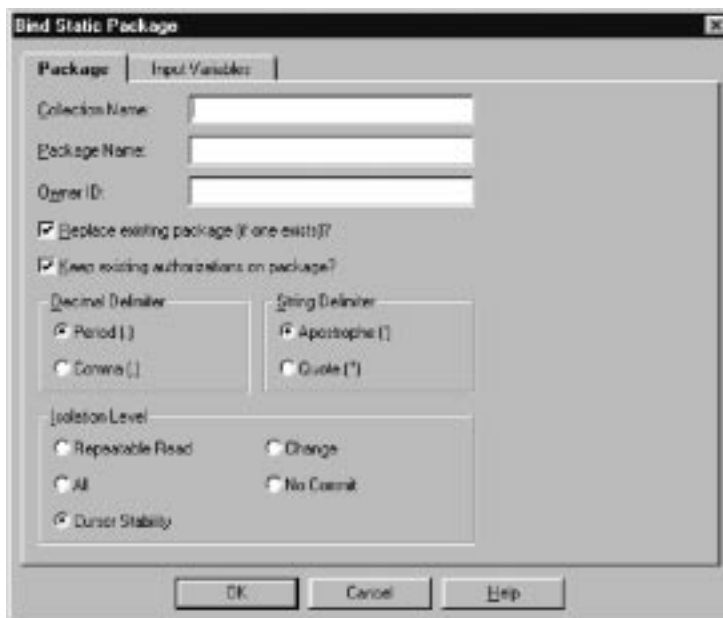 Bind Static Package
Package
Input Variables
Collection Name:
Package Name:
Owner ID:
Replace existing package (if one exists)?
Keep existing authorizations on package?
Decimal Delimiter
String Delimiter
Period (.)
Apostrophe (')
Comma (,)
Quote (")
Isolation Level
Repeatable Read
Change
All
No Commit
Cursor Stability
OK
Cancel
Help